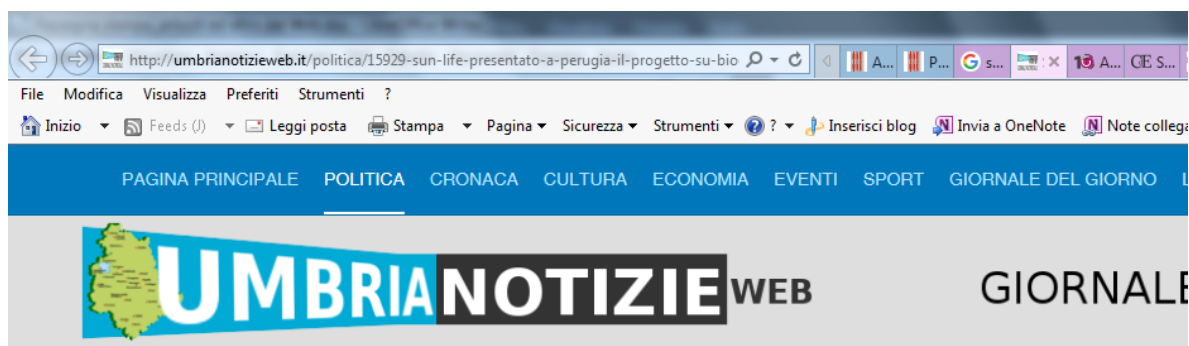 http://umbrianotizieweb.it/politica/15929-sun-life-presentato-a-perugia-il-progetto-su-bio A... P... G s... 10 A... S...
File Modifica Visualizza Preferiti Strumenti ?
Inizio Feeds (J) Leggi posta Stampa Pagina Sicurezza Strumenti ? Inserisci blog Invia a OneNote Note collega
PAGINA PRINCIPALE POLITICA CRONACA CULTURA ECONOMIA EVENTI SPORT GIORNALE DEL GIORNO L
UMBRIANOTIZIE WEB GIORNALE